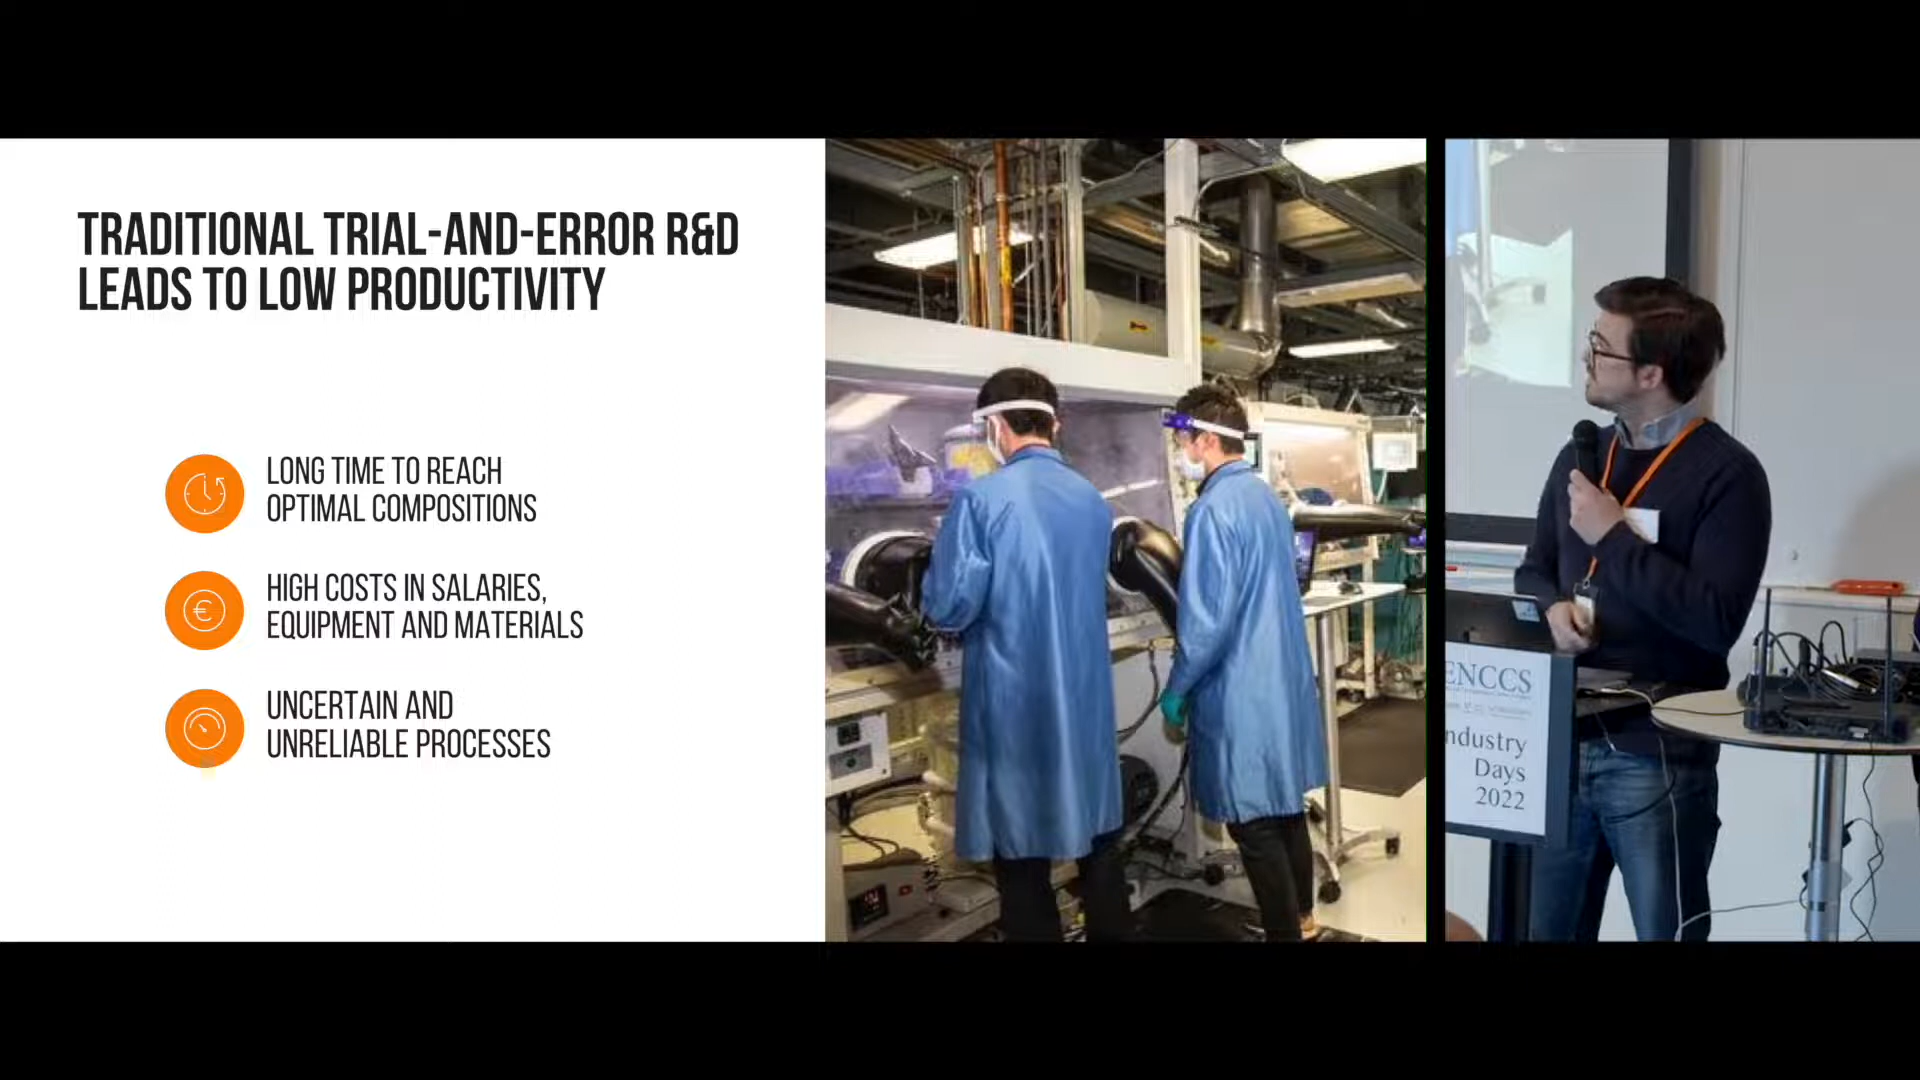 TRADITIONAL TRIAL-AND-ERROR R&D
LEADS TO LOW PRODUCTIVITY
LONG TIME TO REACH
OPTIMAL COMPOSITIONS
HIGH COSTS IN SALARIES,
EQUIPMENT AND MATERIALS
UNCERTAIN AND
UNRELIABLE PROCESSES
ENCCS
ndustry
Days
2022